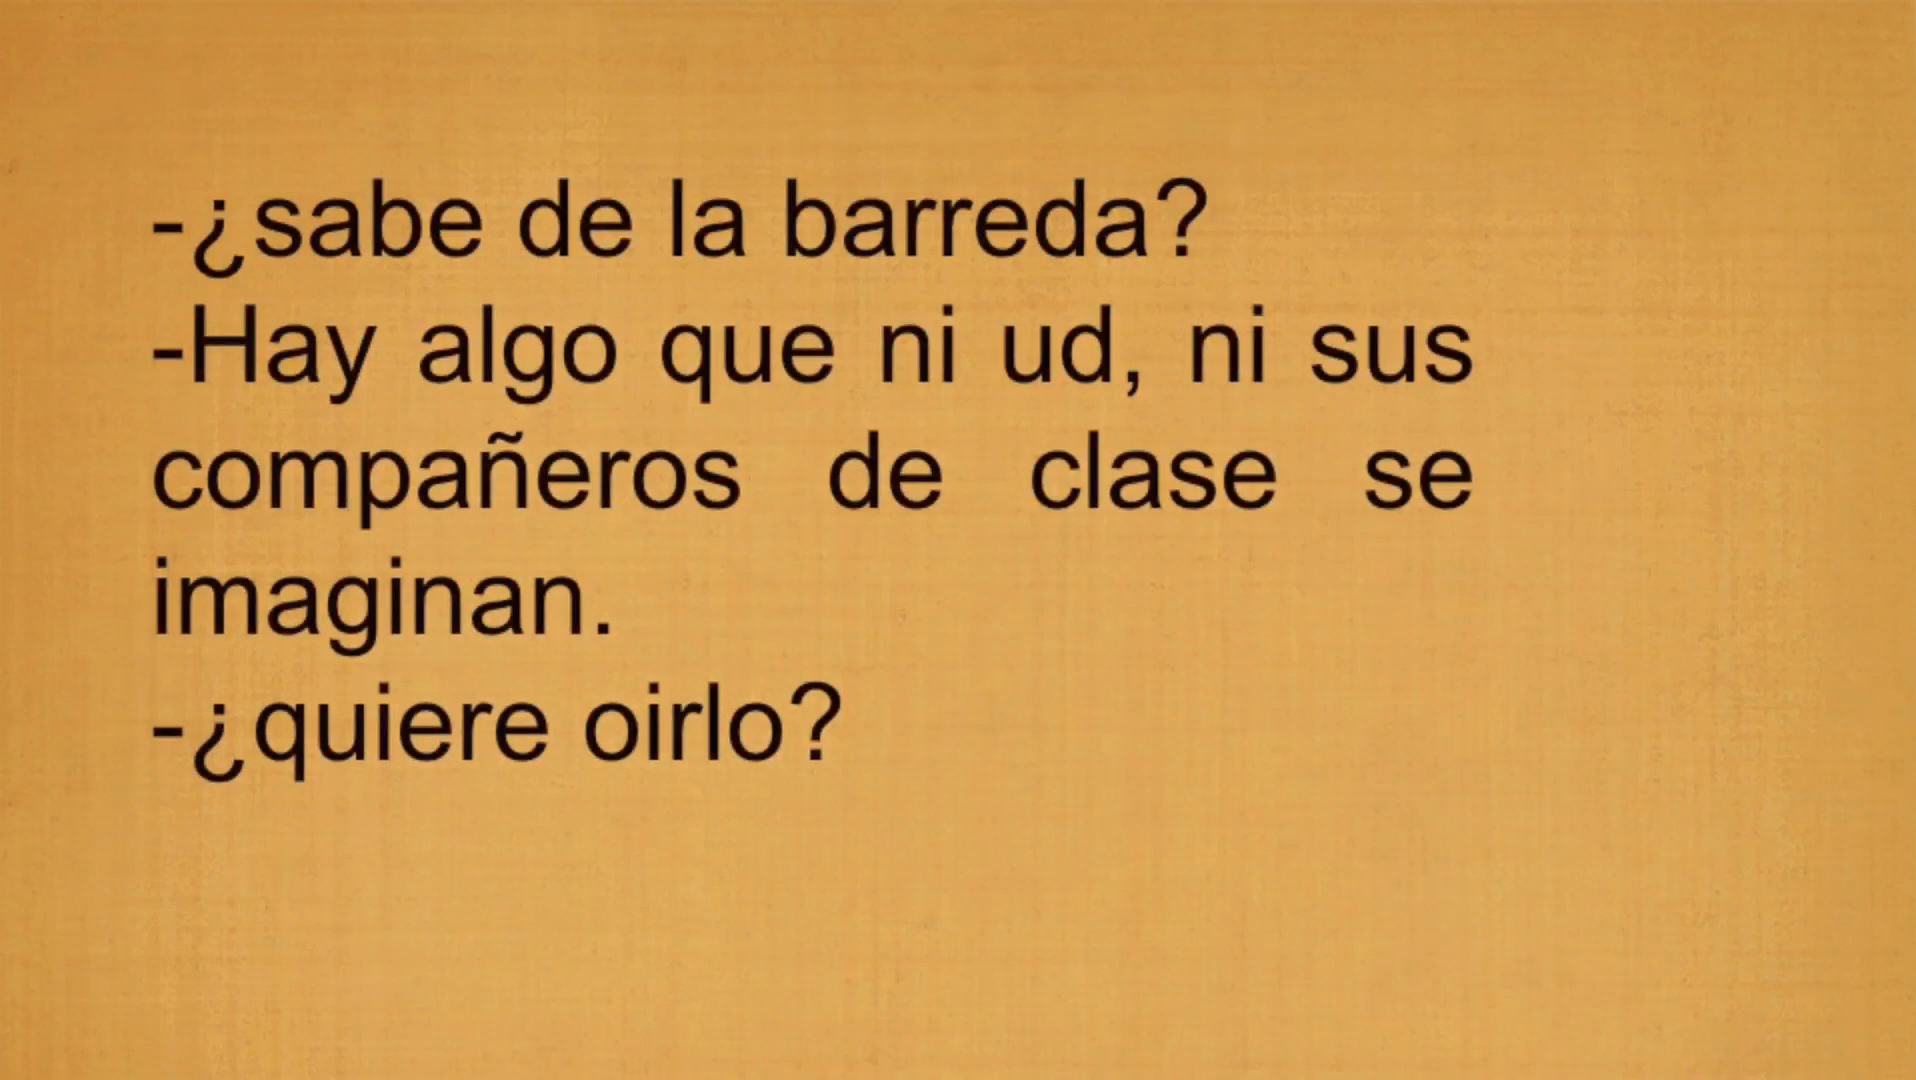 -¿sabe de la barreda?
-Hay algo que ni ud, ni sus
compañeros de clase se
imaginan.
-¿quiere oirlo?